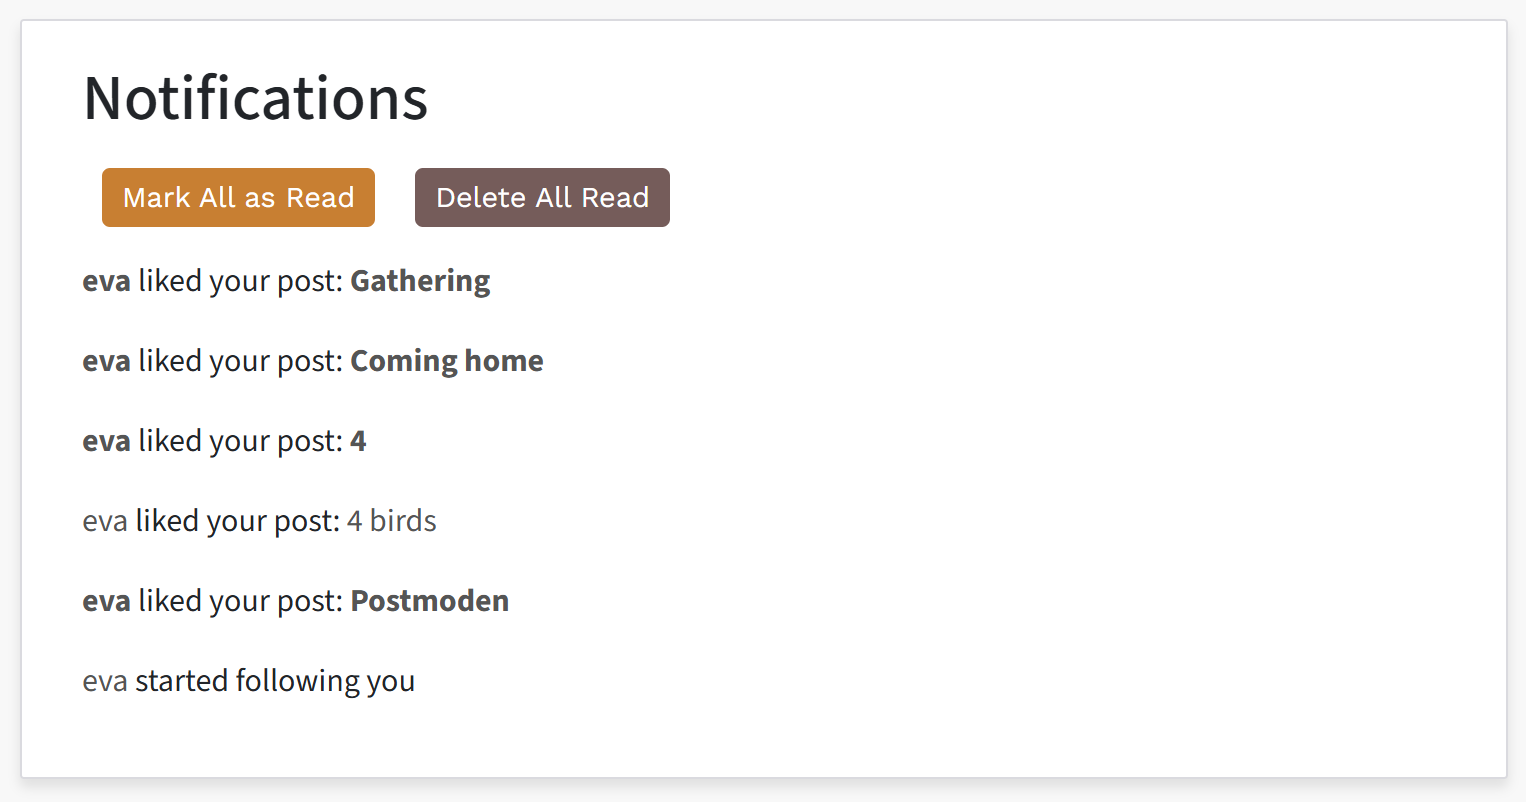 Notifications
Mark All as Read Delete All Read
eva liked your post: Gathering
eva liked your post: Coming home
eva liked your post: 4
eva liked your post: 4 birds
eva liked your post: Postmoden
eva started following you